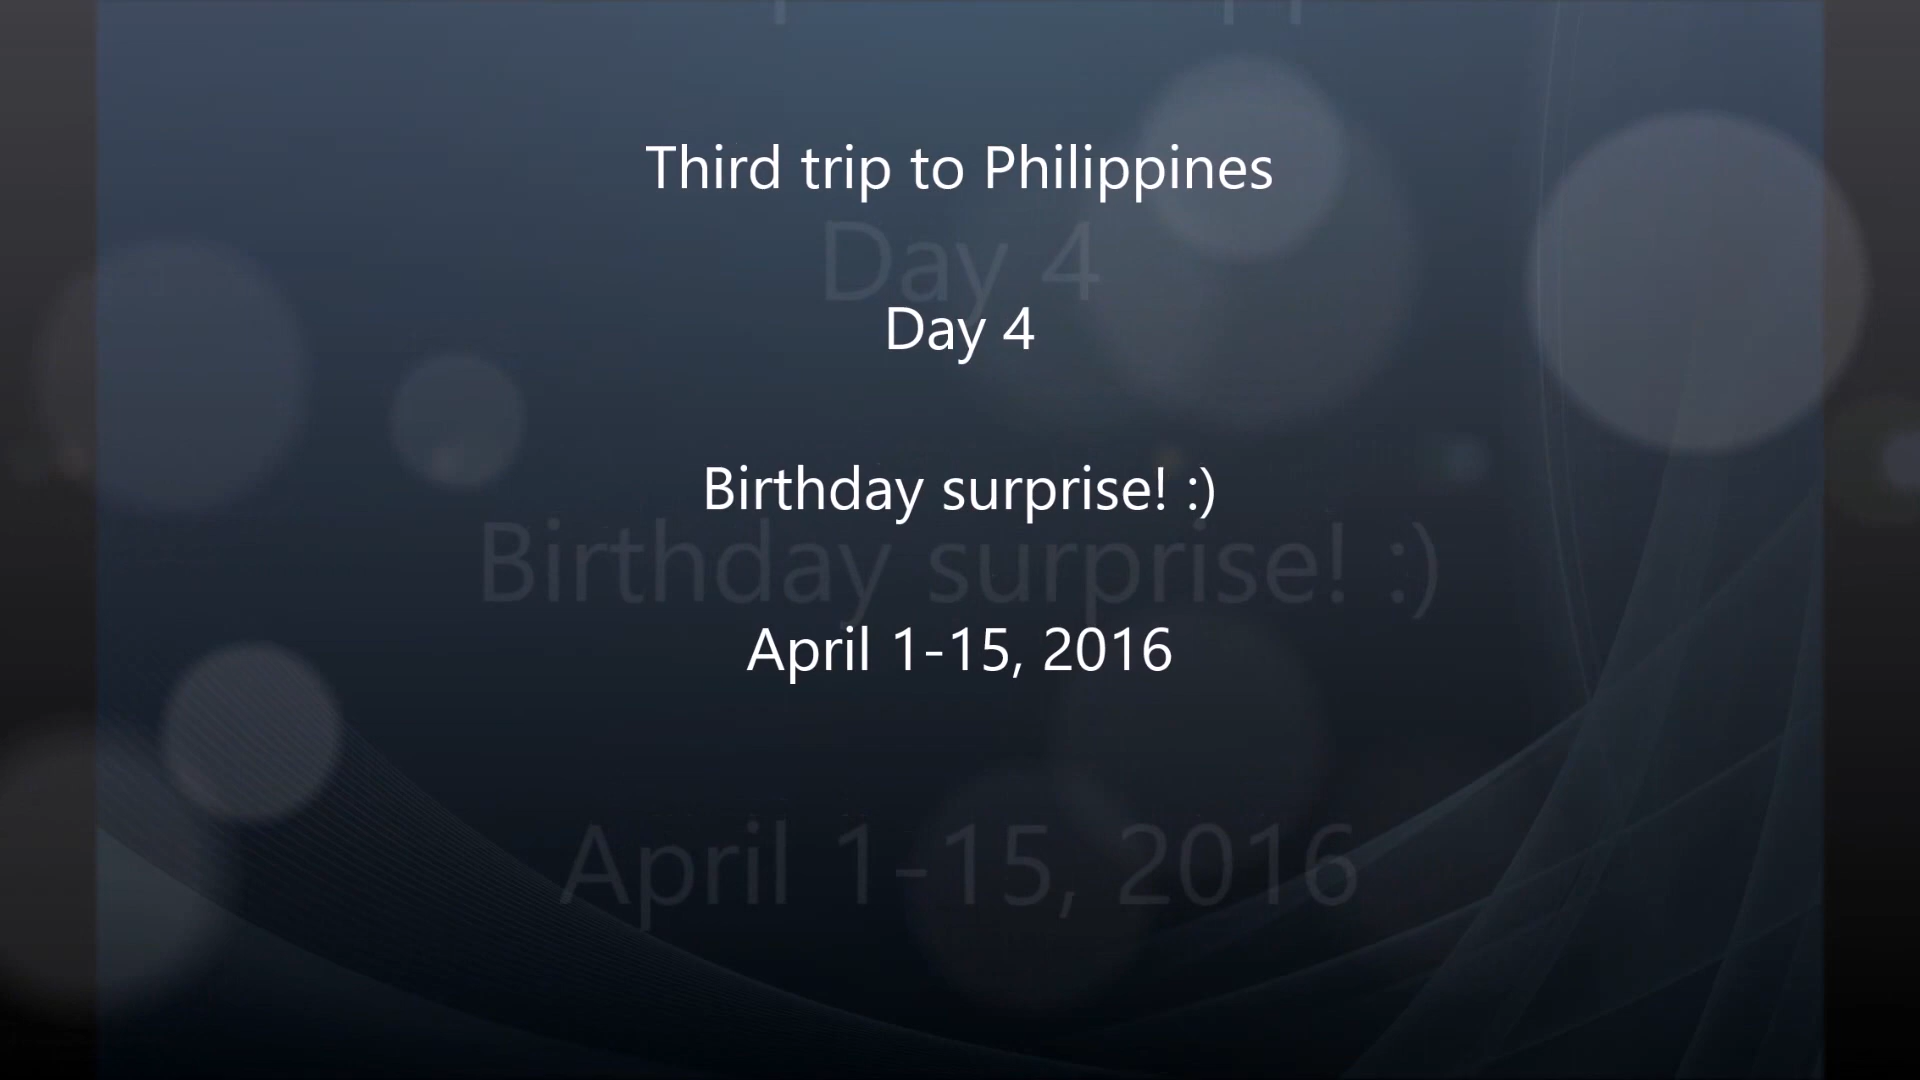 Third trip to Philippines
Day 4
Day 4
Birthday surprise! :)
Birthday surprise! :)
April 1-15, 2016
April 1-15, 2016